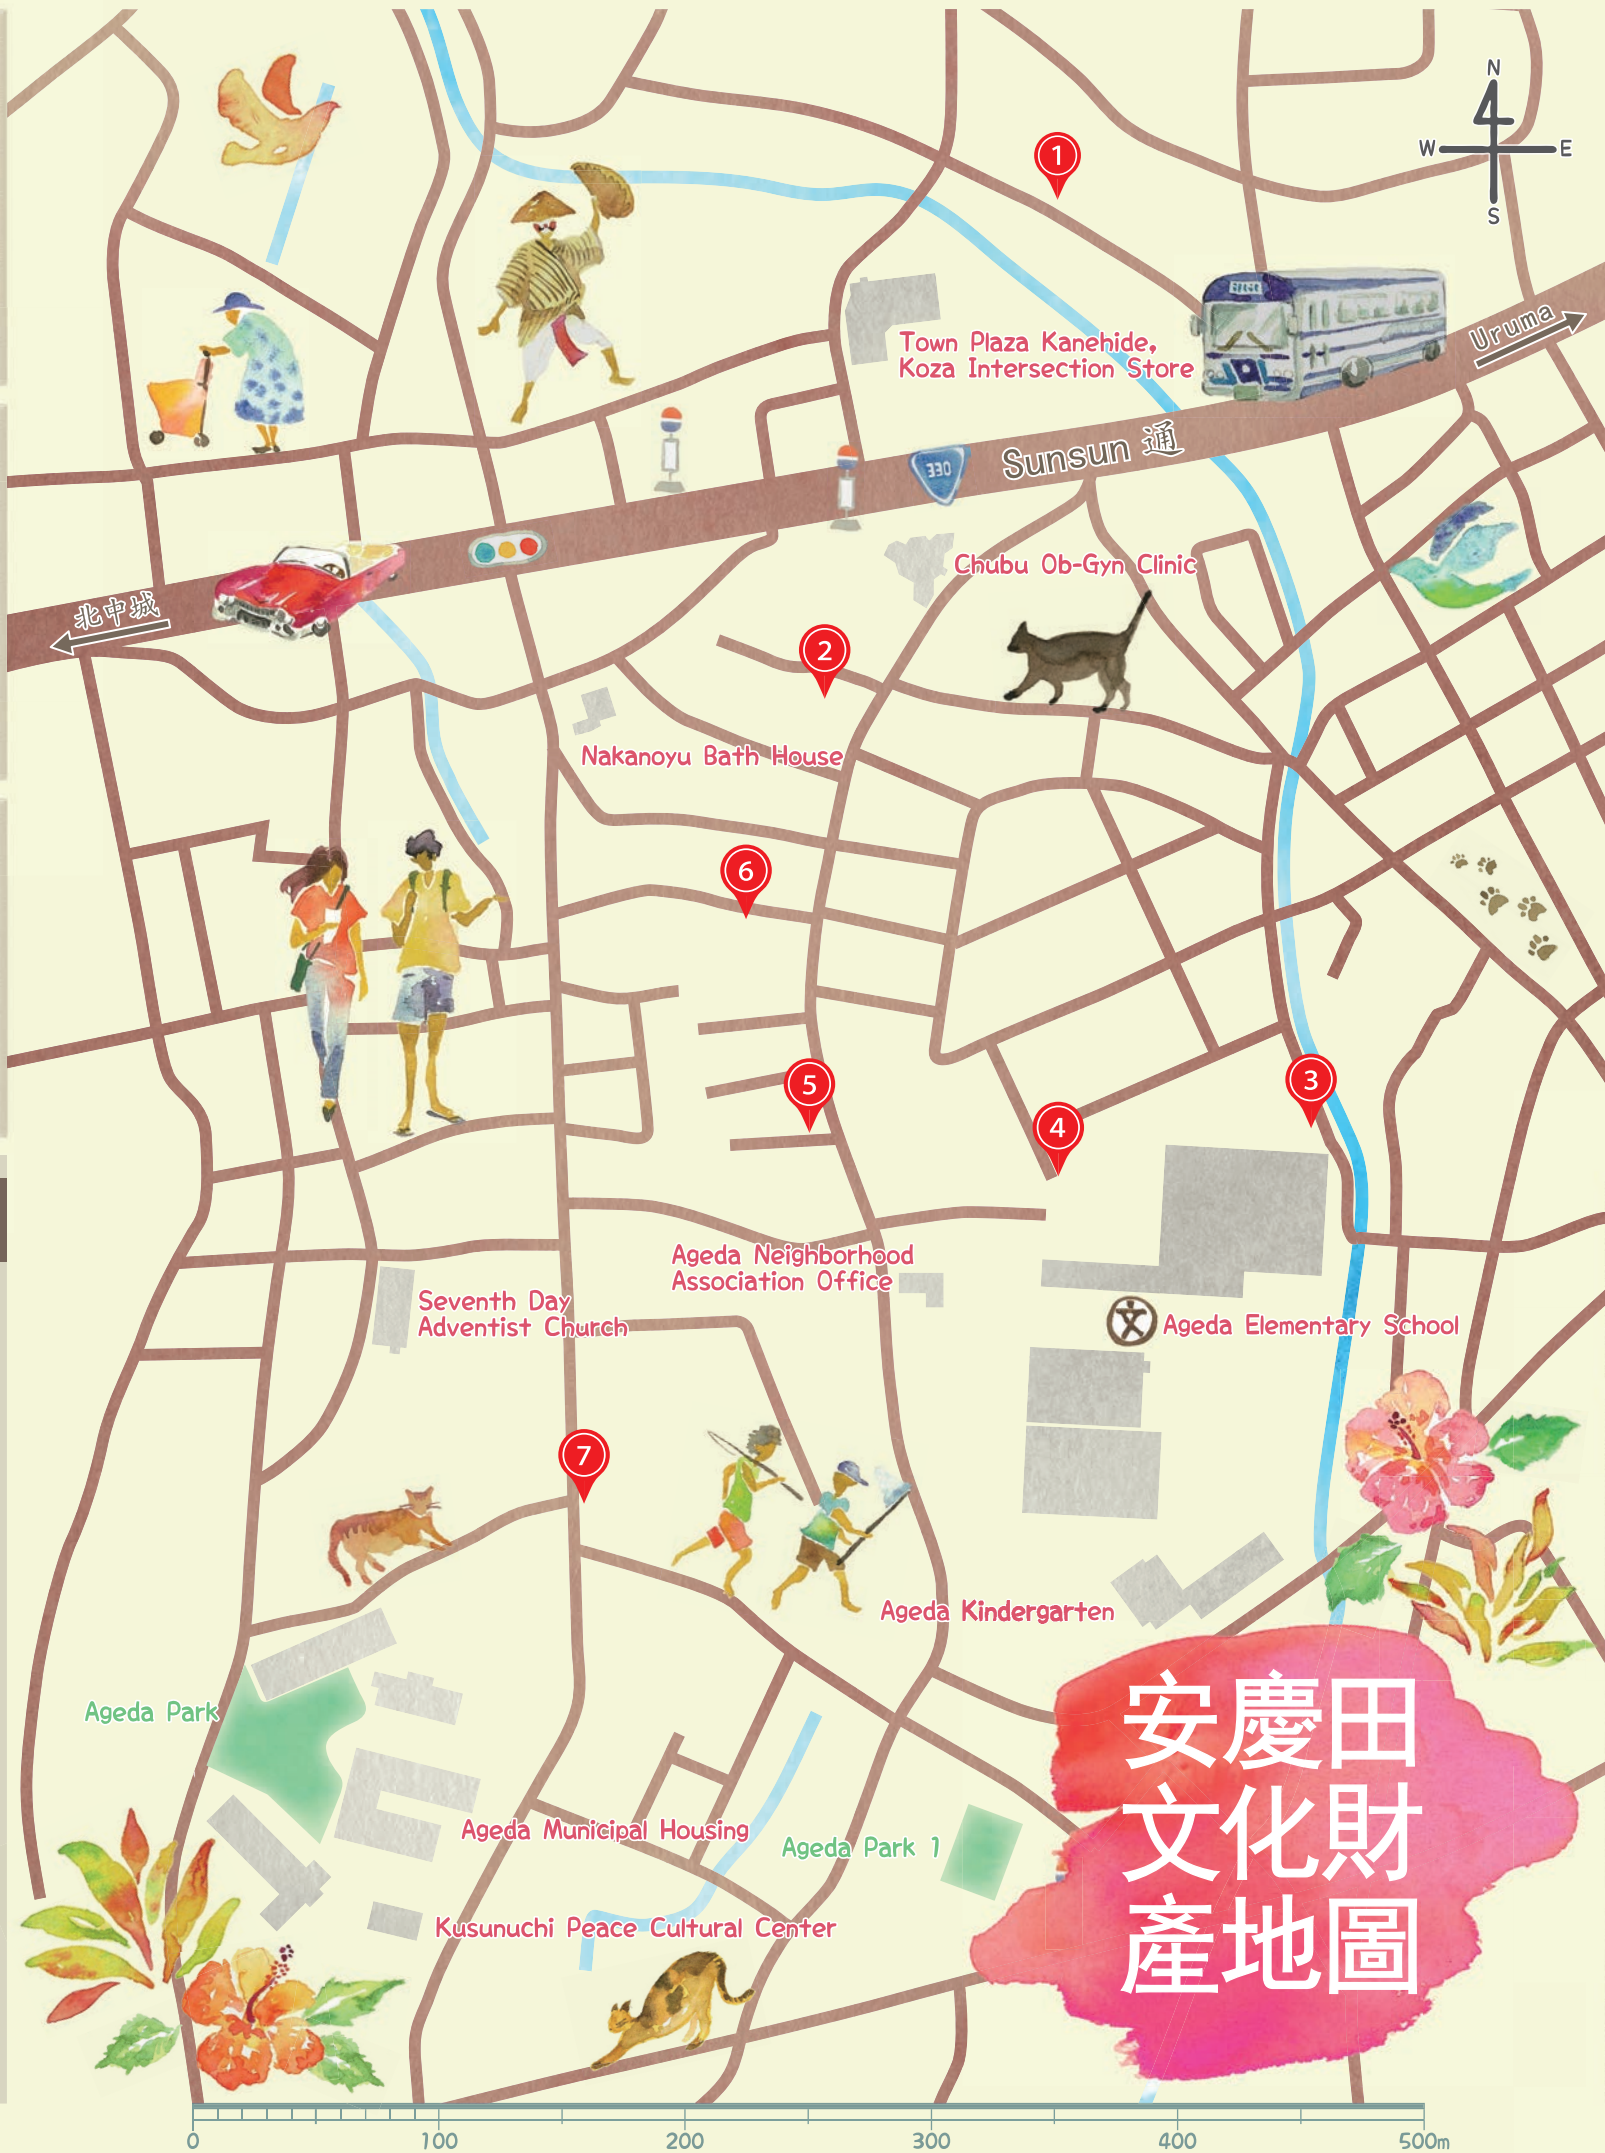 N
W
E
S
1
Uruma
Town Plaza Kanehide,
Koza Intersection Store
Sunsun 通
330
Chubu Ob-Gyn Clinic
北中城
2
Nakanoyu Bath House
6
5
3
4
Ageda Neighborhood
Association Office
Seventh Day
Adventist Church
Ageda Elementary School
文
7
Ageda Kindergarten
Ageda Park
Ageda Municipal Housing
Ageda Park 1
Kusunuchi Peace Cultural Center
安慶田
文化財
產地圖
0
100
200
300
400
500m